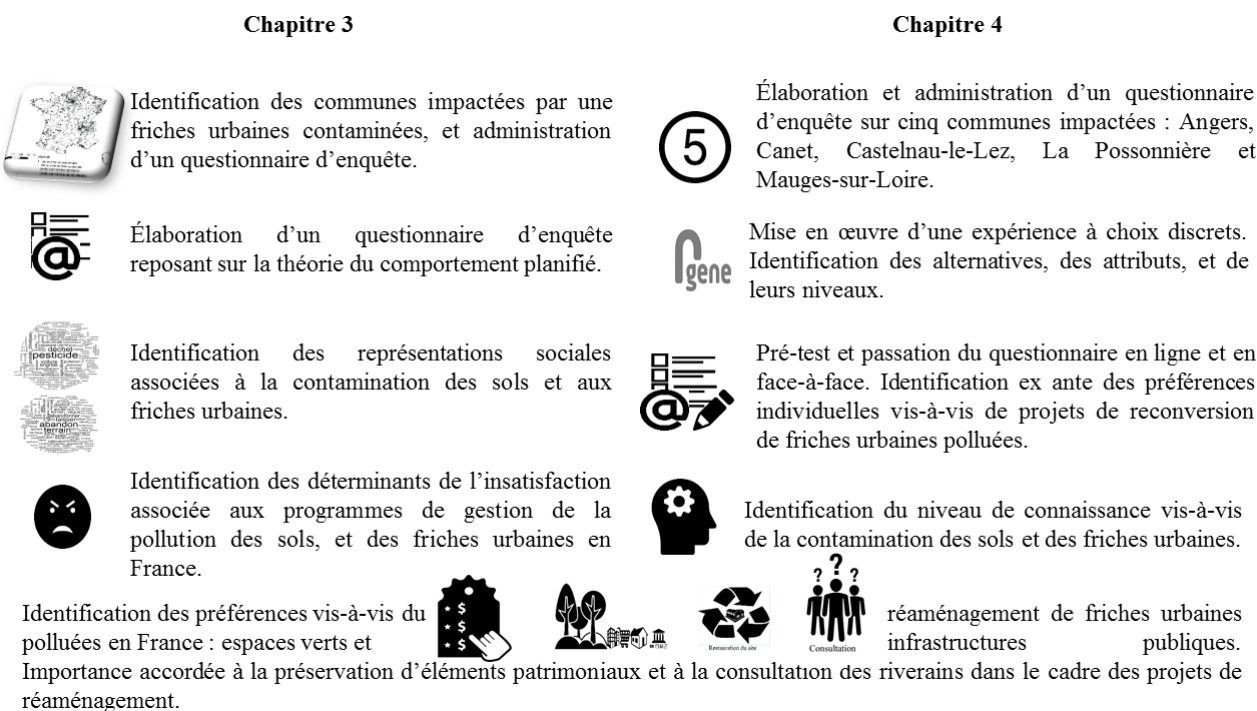 Chapitre 3
Identification des communes impactées par une
friches urbaines contaminées, et administration
d'un questionnaire d'enquête.
Élaboration d'un questionnaire d'enquête
@
reposant sur la théorie du comportement planifié.
pesticide
Identification des représentations sociales
associées à la contamination des sols et aux
friches urbaines.
abandon
terrain
Identification des déterminants de l'insatisfaction
associée aux programmes de gestion de la
pollution des sols, et des friches urbaines en
France.
Chapitre 4
5
Élaboration et administration d'un questionnaire
d'enquête sur cinq communes impactées : Angers,
Canet, Castelnau-le-Lez, La Possonnière et
Mauges-sur-Loire.
Ngene
Mise en œuvre d'une expérience à choix discrets.
Identification des alternatives, des attributs, et de
leurs niveaux.
@
Pré-test et passation du questionnaire en ligne et en
face-à-face. Identification ex ante des préférences
individuelles vis-à-vis de projets de reconversion
de friches urbaines polluées.
Identification du niveau de connaissance vis-à-vis
de la contamination des sols et des friches urbaines.
Identification des préférences vis-à-vis du réaménagement de friches urbaines
polluées en France : espaces verts et infrastructures publiques.
$
$
$
Restauration du site
? ? ?
Consultation
Importance accordée à la préservation d'éléments patrimoniaux et à la consultation des riverains dans le cadre des projets de
réaménagement.